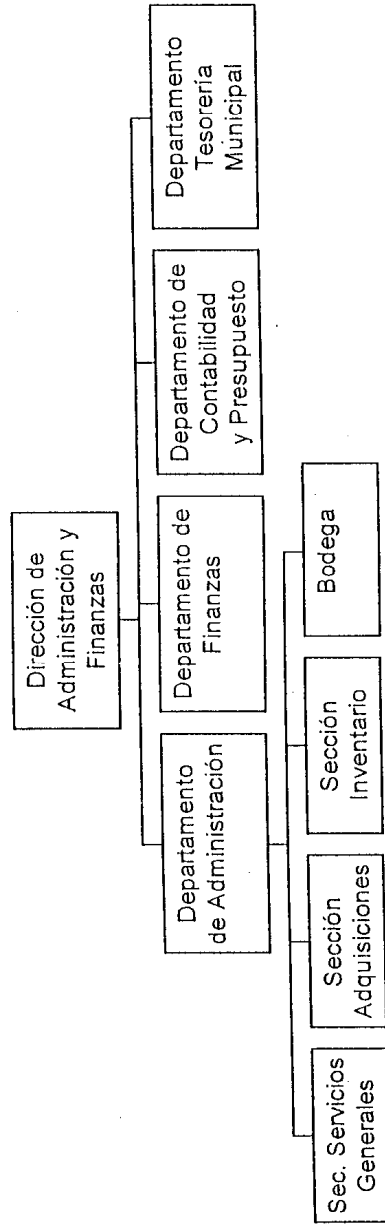 Dirección de
Administración y
Finanzas
Departamento
de Administración
Departamento de
Finanzas
Departamento de
Contabilidad
y Presupuesto
Departamento
Tesorería
Municipal
Sec. Servicios
Generales
Sección
Adquisiciones
Sección
Inventario
Bodega